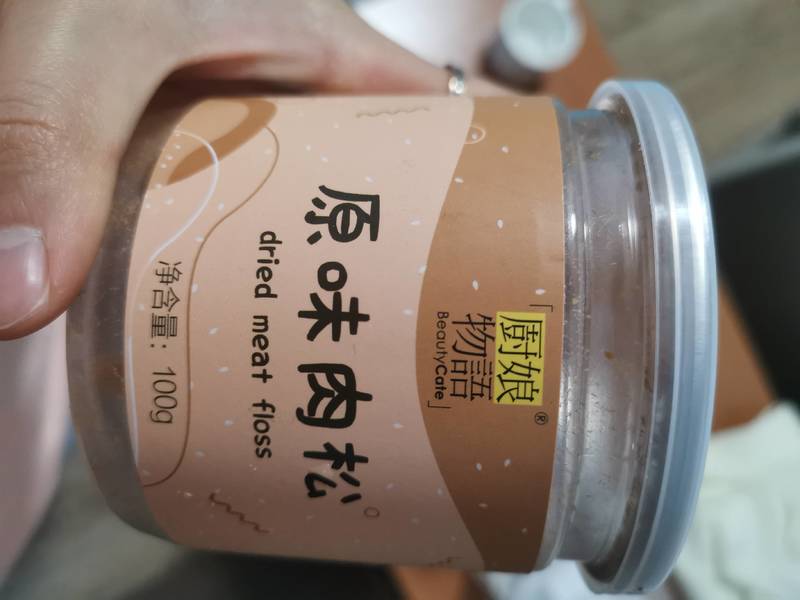 「廚娘®
物語
BeautyCate」
原味肉松
dried meat floss
净含量：100g